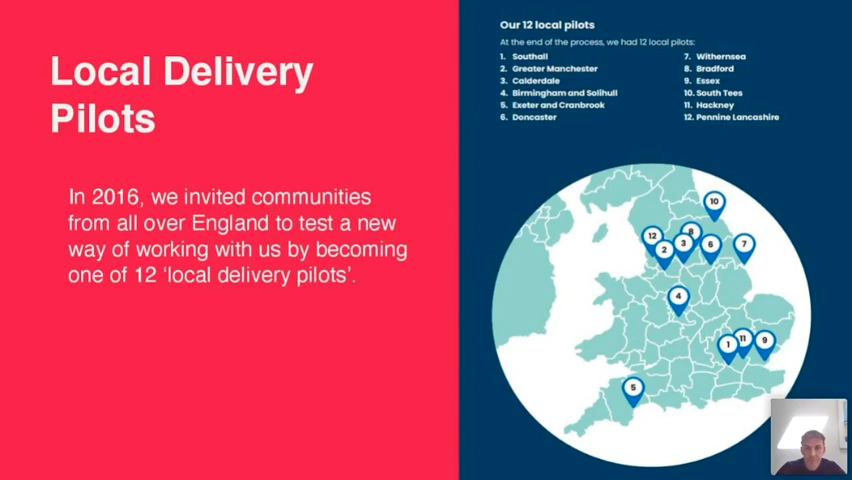 Local Delivery
Pilots
In 2016, we invited communities
from all over England to test a new
way of working with us by becoming
one of 12 ‘local delivery pilots’.
Our 12 local pilots
At the end of the process, we had 12 local pilots:
1. Southall
2. Greater Manchester
3. Calderdale
4. Birmingham and Solihull
5. Exeter and Cranbrook
6. Doncaster
7. Withernsea
8. Bradford
9. Essex
10. South Tees
11. Hackney
12. Pennine Lancashire
10
12
8
2
3
6
7
4
1
11
9
5